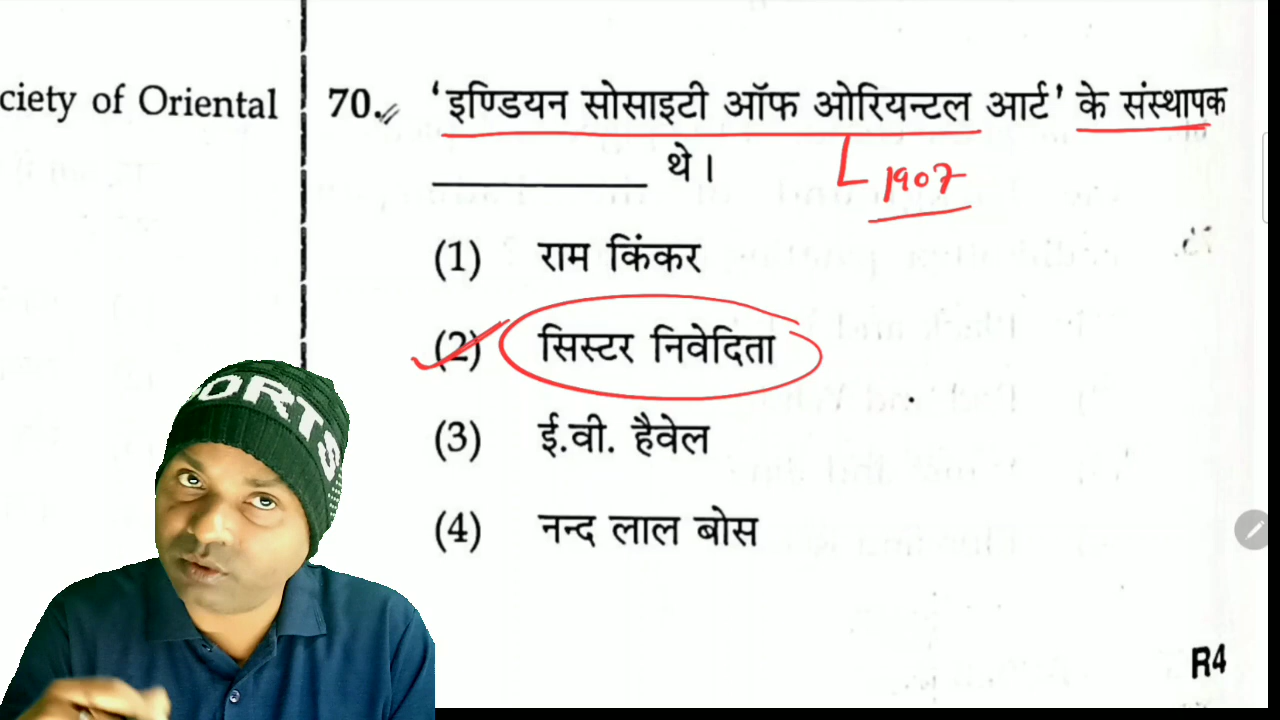 ciety of Oriental
70. 'इण्डियन सोसाइटी ऑफ ओरियन्टल आर्ट' के संस्थापक
__________ थे।
1907
(1) राम किंकर
(2) सिस्टर निवेदिता
(3) ई.वी. हैवेल
(4) नन्द लाल बोस
ORTS
R4